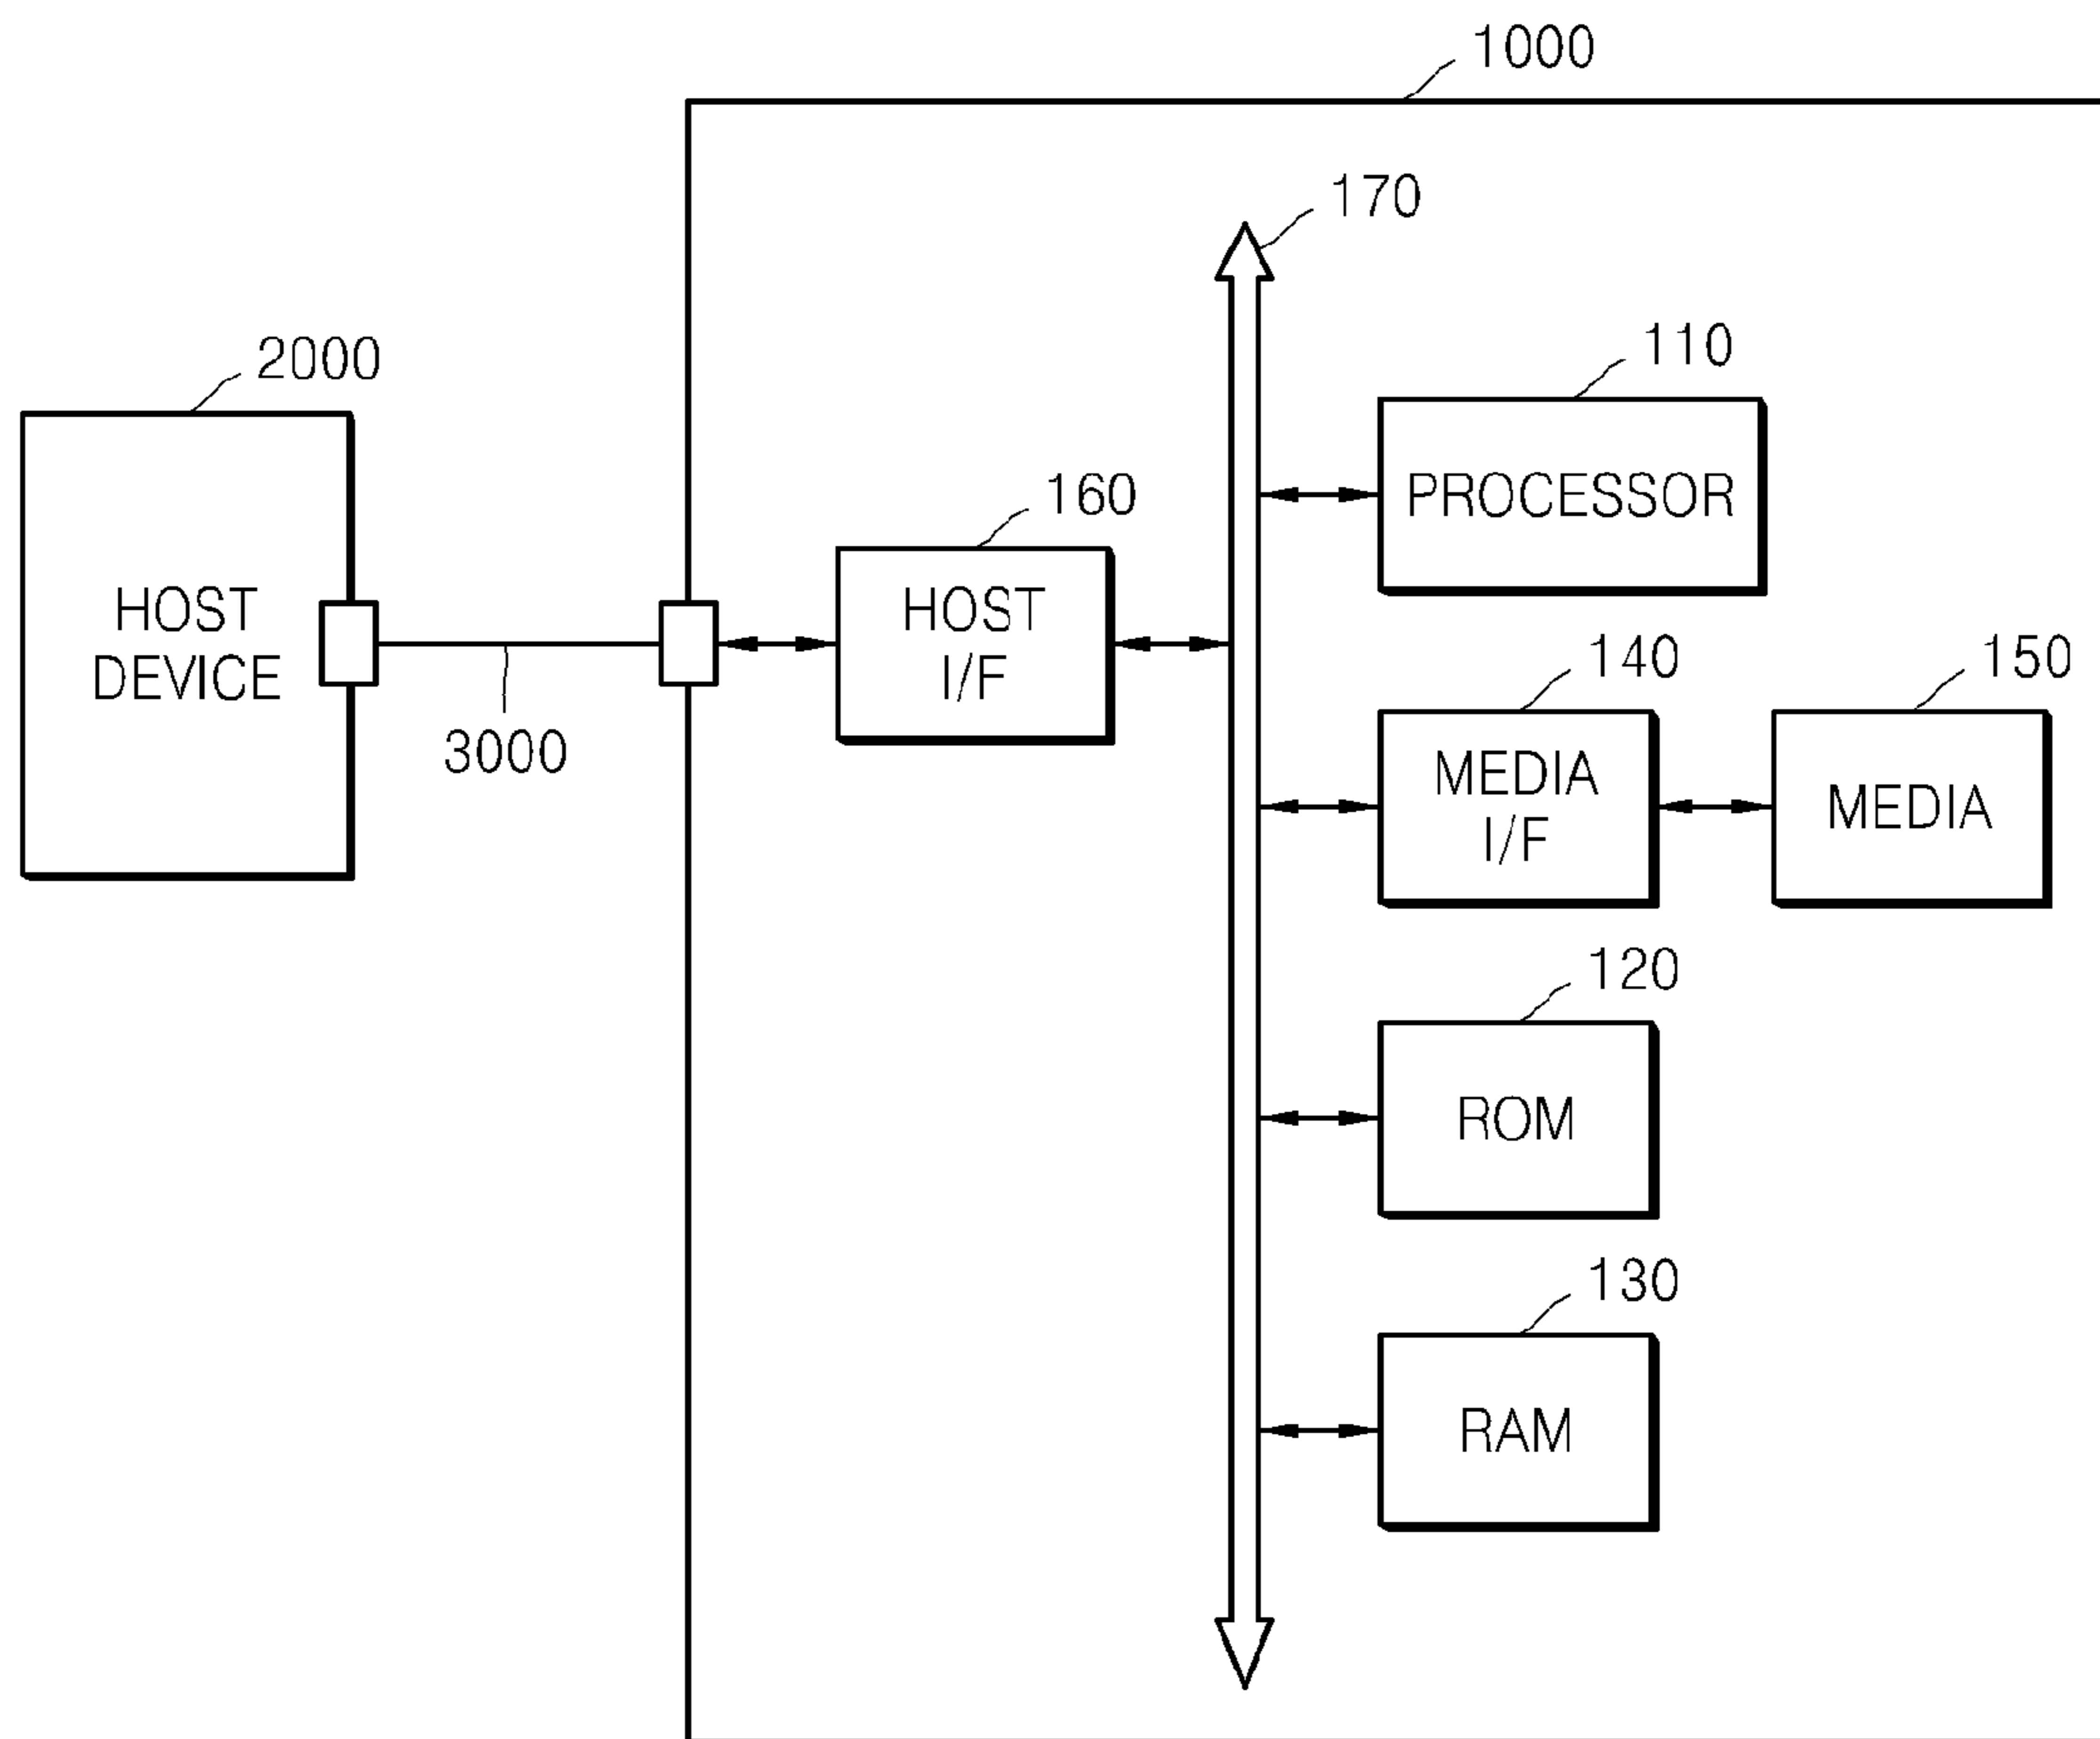 1000
170
2000
110
PROCESSOR
160
HOST
I/F
HOST
DEVICE
3000
140
MEDIA
I/F
150
MEDIA
120
ROM
130
RAM